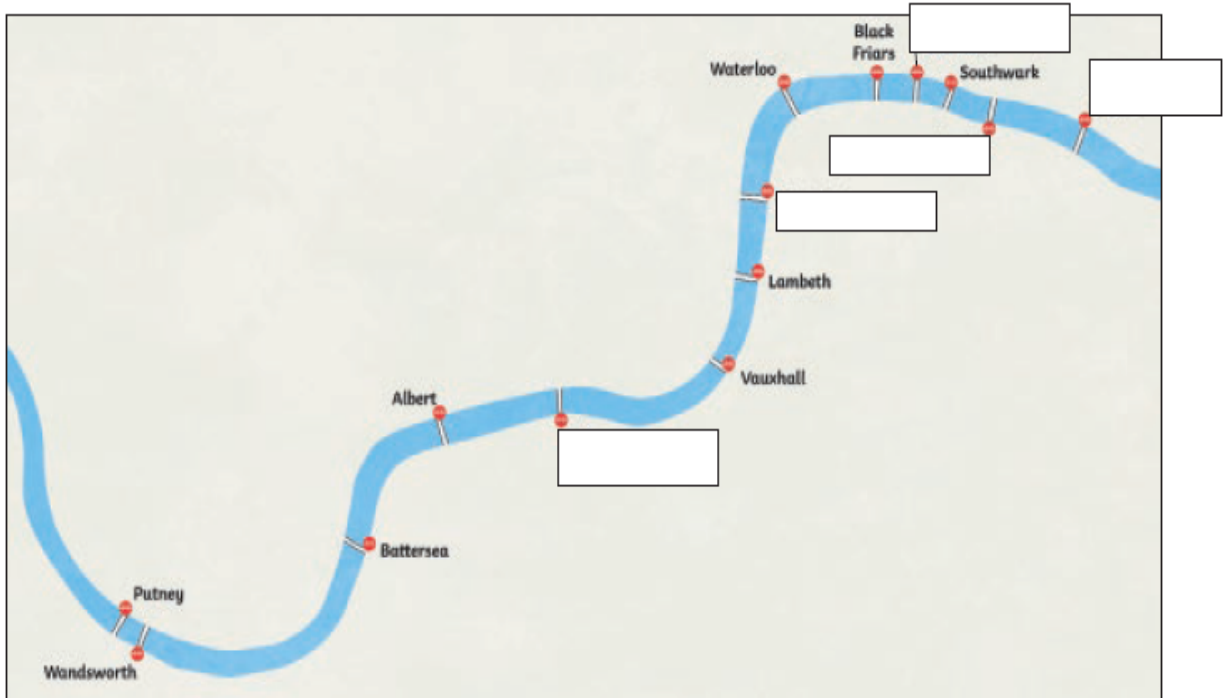 Black
Friars
Waterloo
Southwark
Lambeth
Vauxhall
Albert
Battersea
Putney
Wandsworth